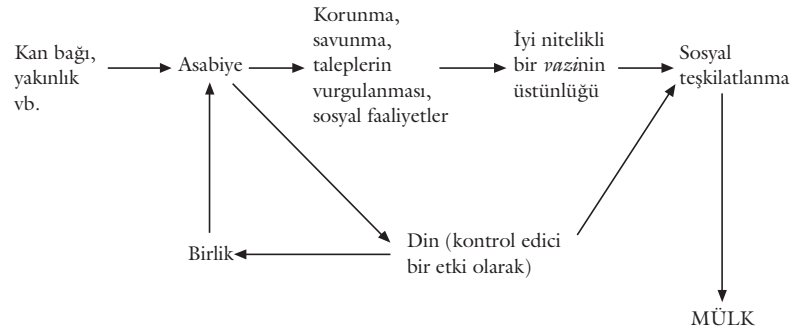 Kan bağı,
yakınlık
vb.
Asabiye
Korunma,
savunma,
taleplerin
vurgulanması,
sosyal faaliyetler
İyi nitelikli
bir vazinin
üstünlüğü
Sosyal
teşkilatlanma
Birlik
Din (kontrol edici
bir etki olarak)
MÜLK